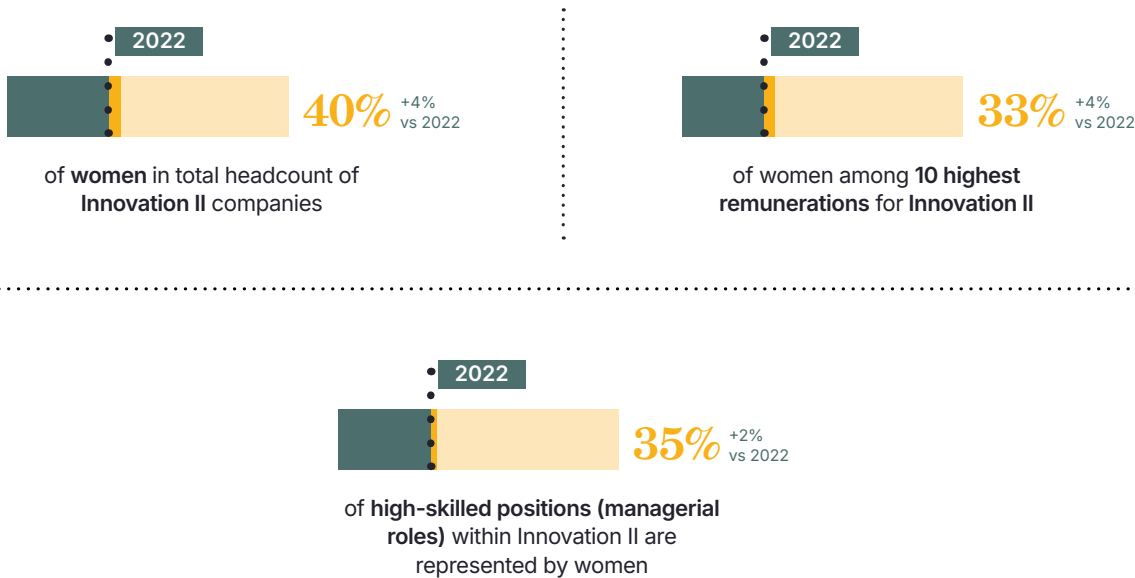 2022
40% +4%
vs 2022
of women in total headcount of
Innovation II companies
2022
33% +4%
vs 2022
of women among 10 highest
remunerations for Innovation II
2022
35% +2%
vs 2022
of high-skilled positions (managerial
roles) within Innovation II are
represented by women